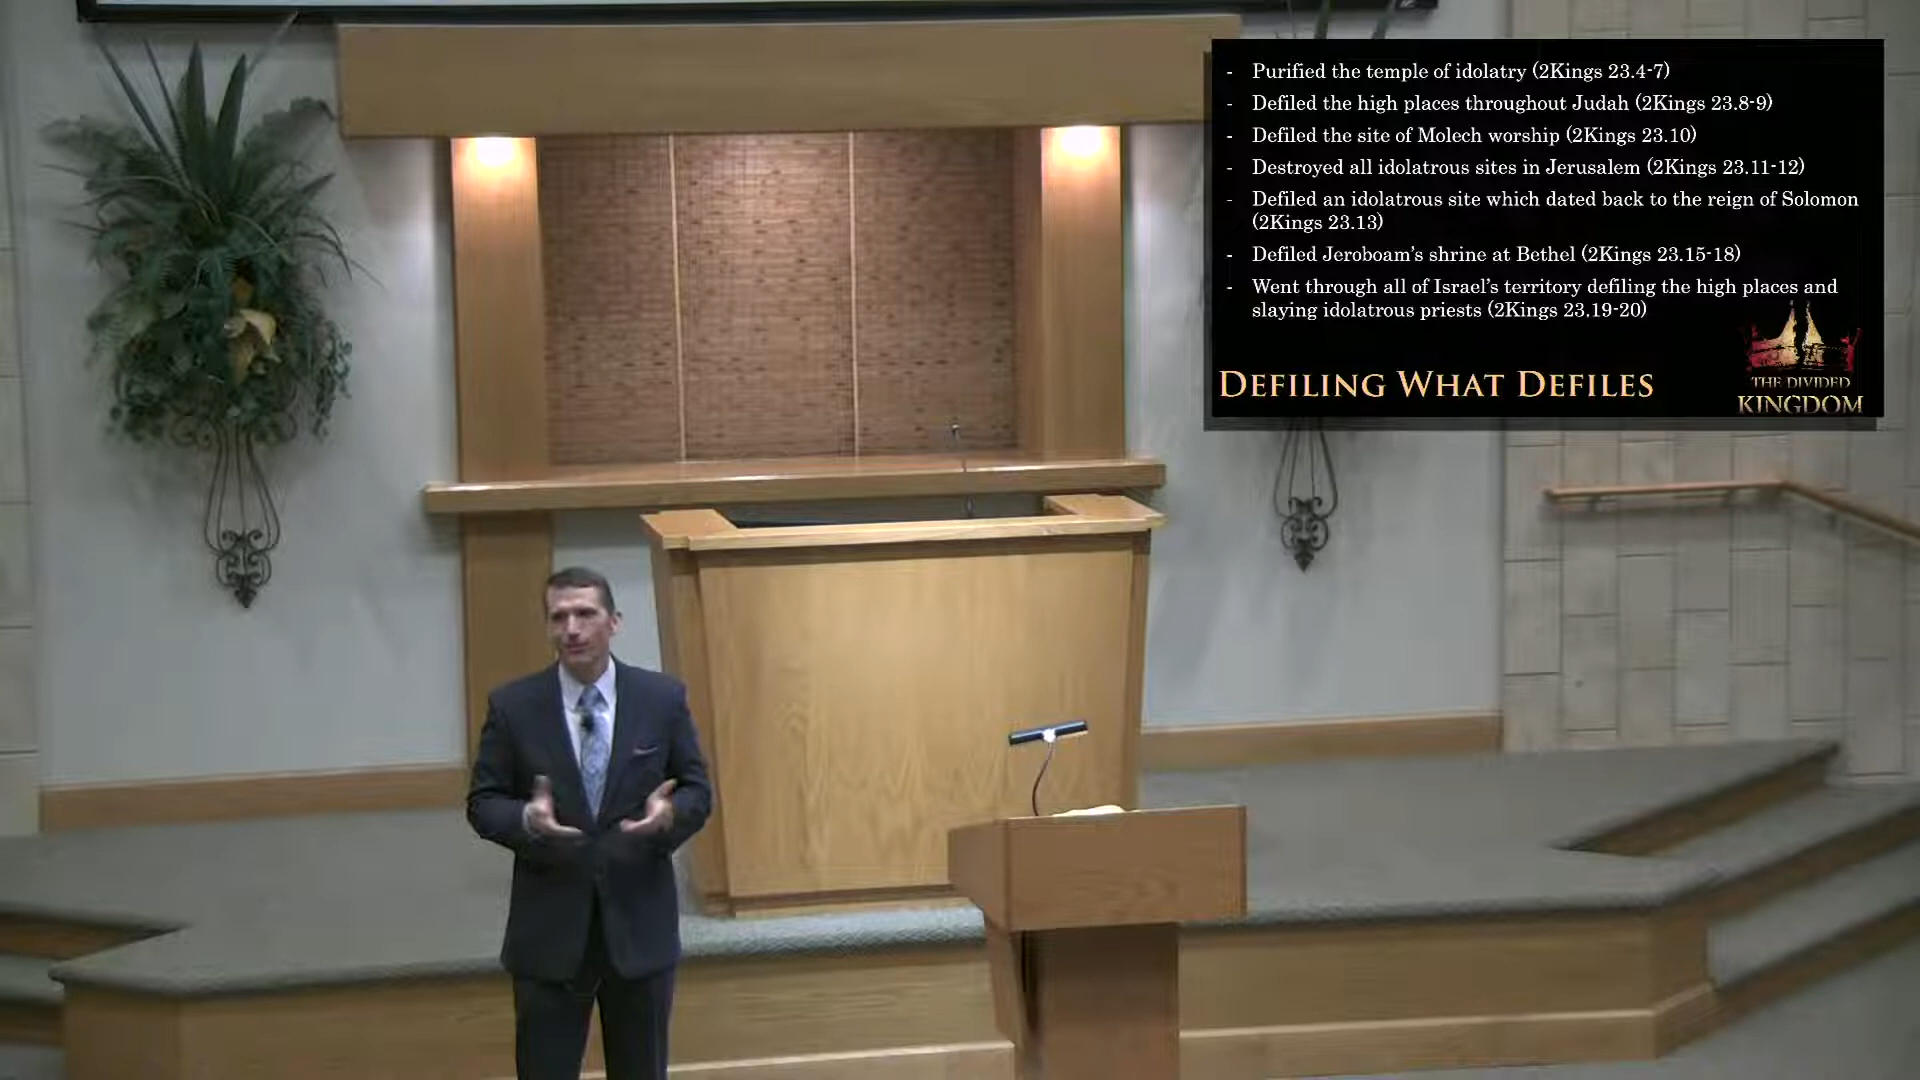 - Purified the temple of idolatry (2Kings 23.4-7)
- Defiled the high places throughout Judah (2Kings 23.8-9)
- Defiled the site of Molech worship (2Kings 23.10)
- Destroyed all idolatrous sites in Jerusalem (2Kings 23.11-12)
- Defiled an idolatrous site which dated back to the reign of Solomon
(2Kings 23.13)
- Defiled Jeroboam’s shrine at Bethel (2Kings 23.15-18)
- Went through all of Israel’s territory defiling the high places and
slaying idolatrous priests (2Kings 23.19-20)
DEFILING WHAT DEFILES
THE DIVIDED
KINGDOM